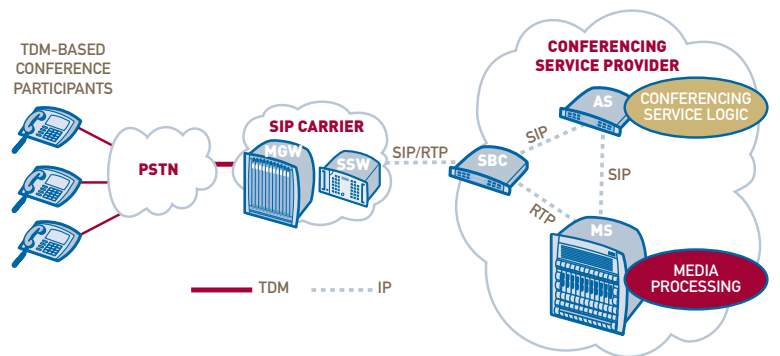 TDM-BASED
CONFERENCE
PARTICIPANTS
PSTN
SIP CARRIER
MGW
SSW
SIP/RTP
CONFERENCING
SERVICE PROVIDER
SBC
SIP
AS
CONFERENCING
SERVICE LOGIC
SIP
RTP
MS
MEDIA
PROCESSING
TDM
IP